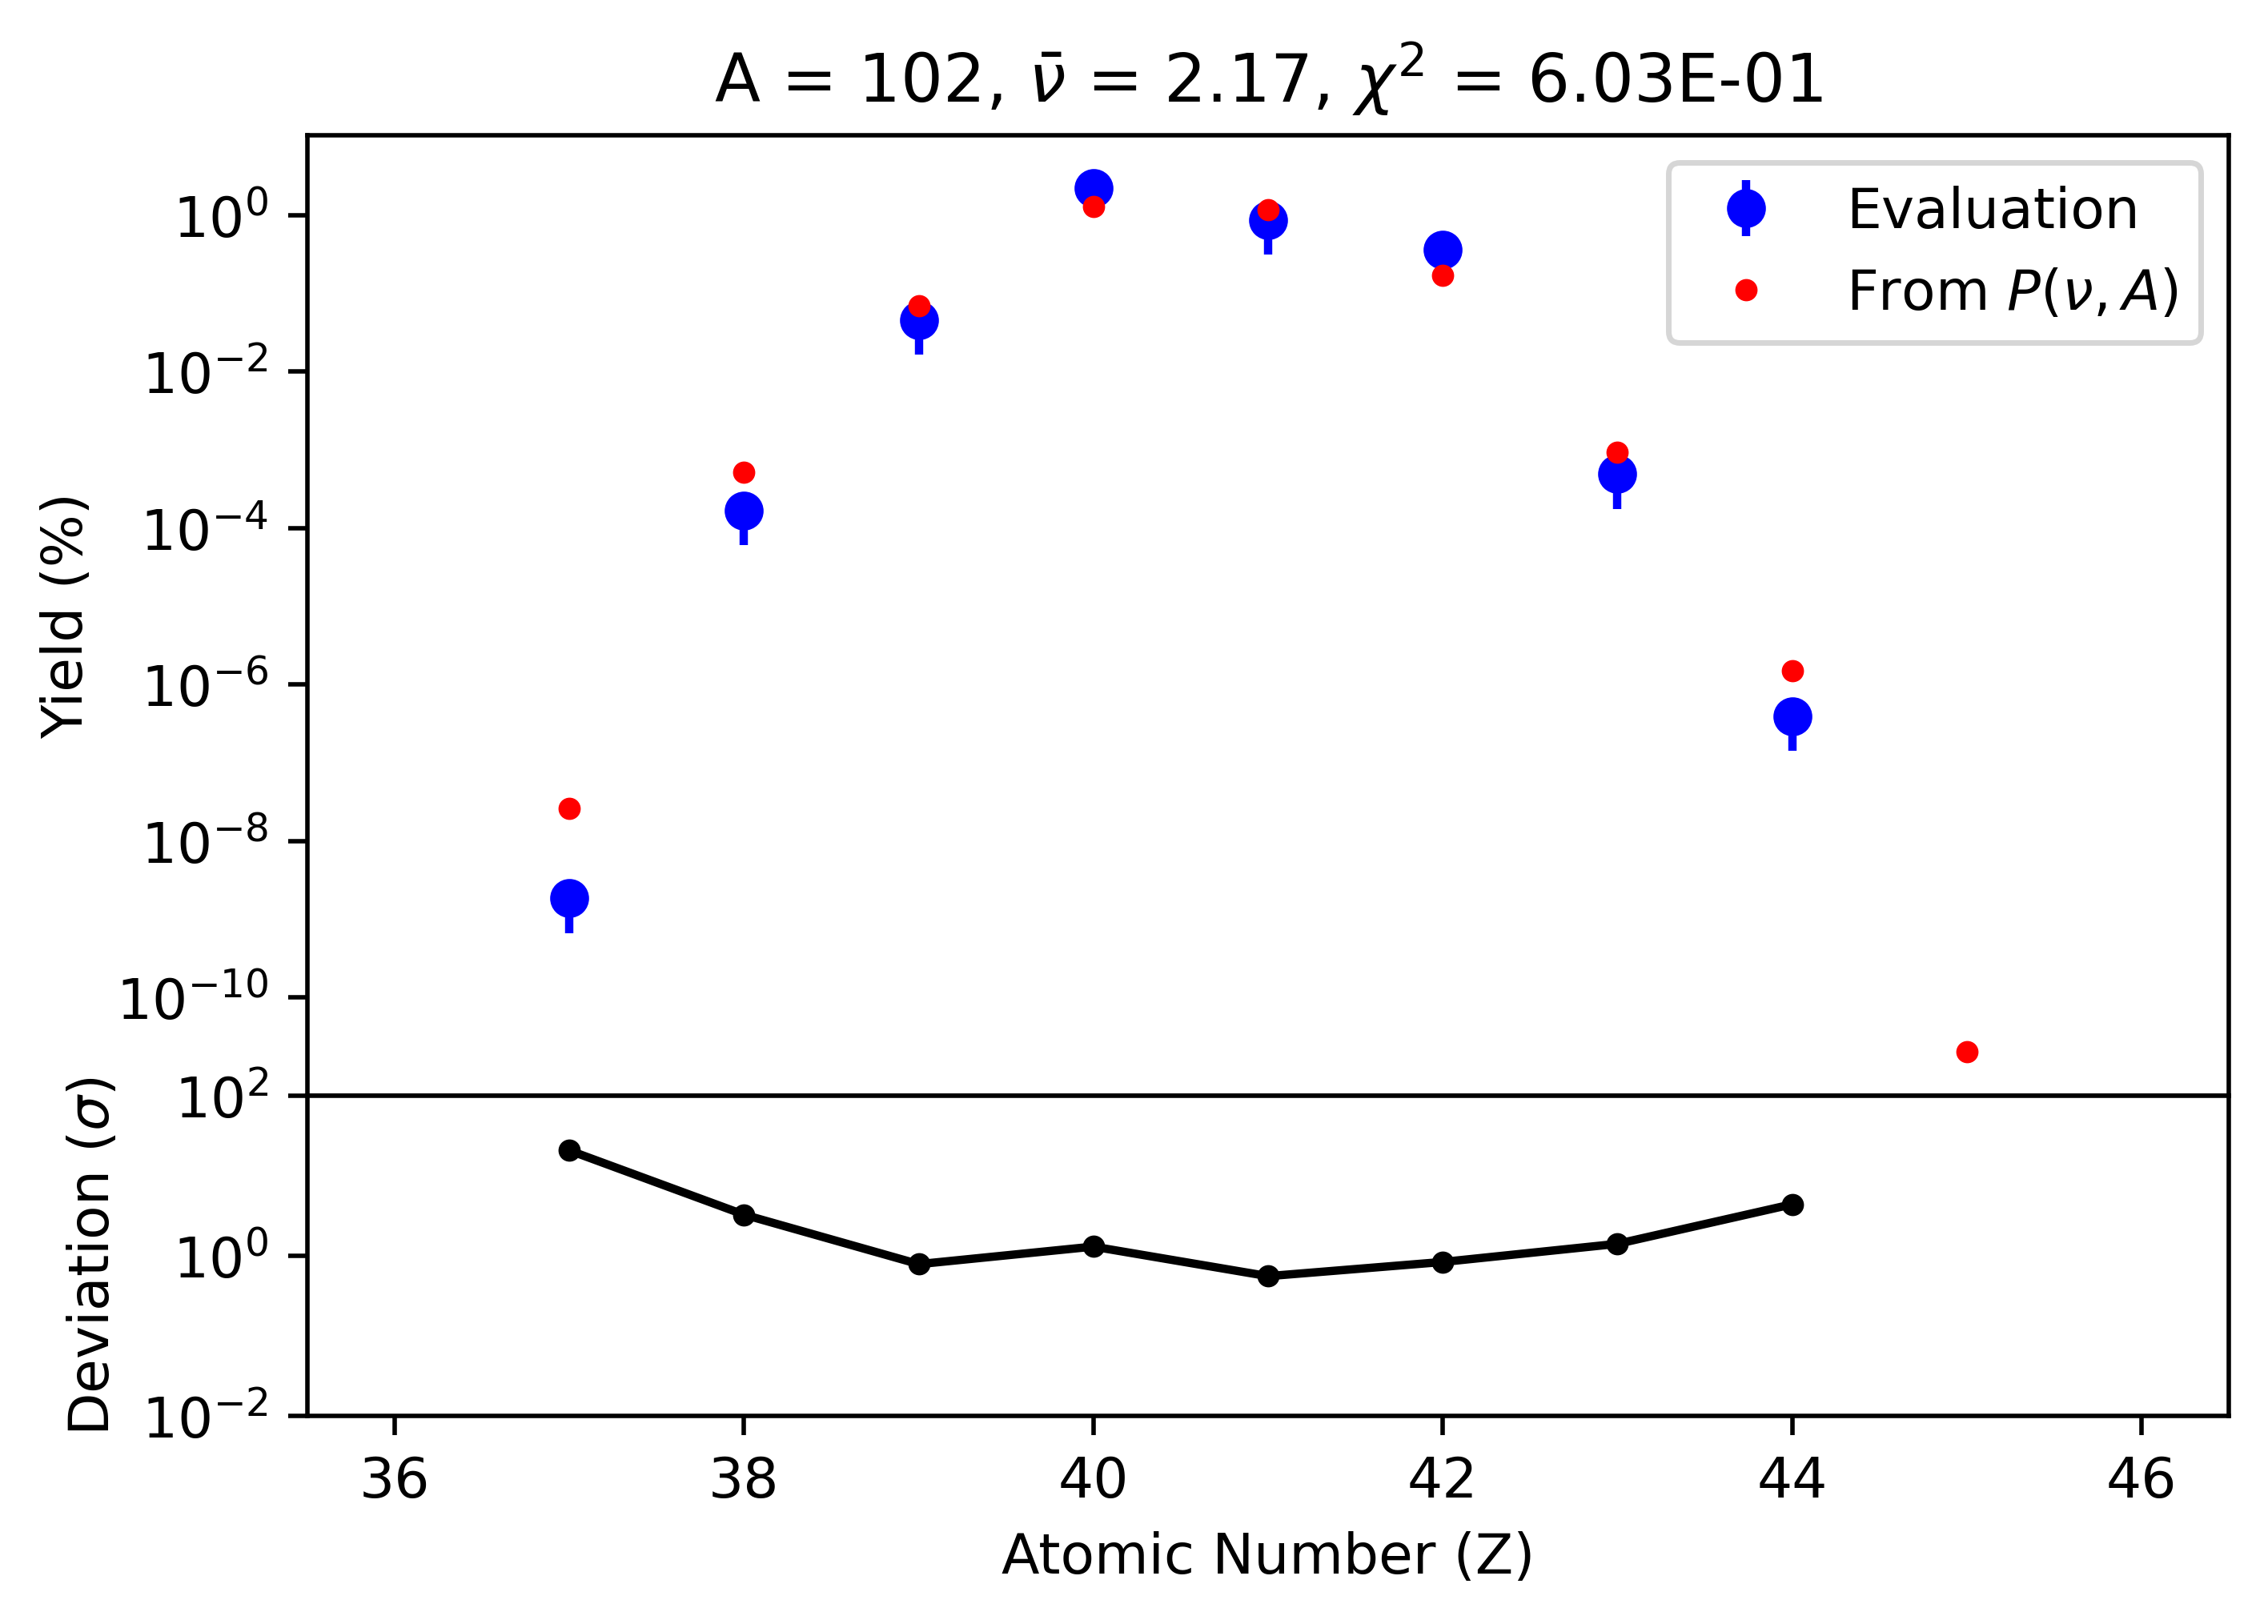 A = 102, ν̄ = 2.17, χ² = 6.03E-01
Evaluation
From P(ν, A)
Yield (%)
10⁰
10⁻²
10⁻⁴
10⁻⁶
10⁻⁸
10⁻¹⁰
Deviation (σ)
10²
10⁰
10⁻²
36 38 40 42 44 46
Atomic Number (Z)